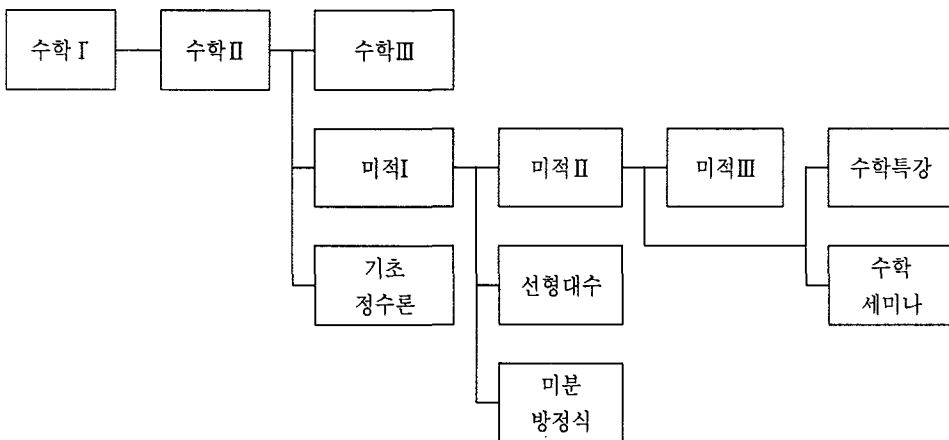 수학 Ⅰ
수학Ⅱ
수학Ⅲ
미적Ⅰ
미적Ⅱ
미적Ⅲ
수학특강
기초
정수론
선형대수
수학
세미나
미분
방정식